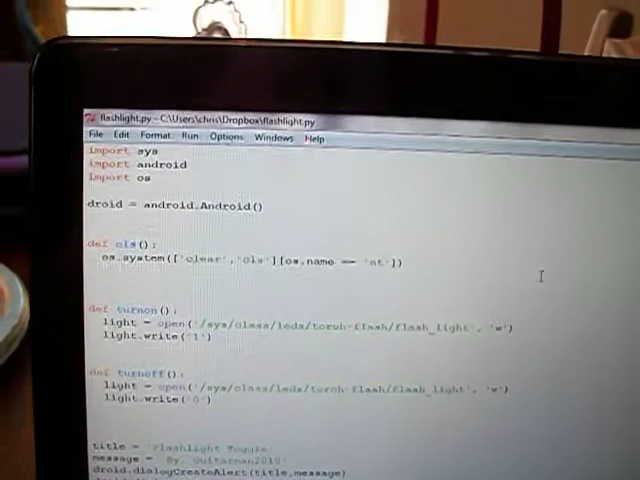 flashlight.py - C:\Users\chris\Dropbox\flashlight.py
File Edit Format Run Options Windows Help
import sys
import android
import os
droid = android.Android()
def cls():
os.system(['clear','cls'][os.name == 'nt'])
def turnon():
light = open('/sys/class/leds/torch-flash/flash_light', 'w')
light.write('1')
def turnoff():
light = open('/sys/class/leds/torch-flash/flash_light', 'w')
light.write('0')
title = 'Flashlight Toggle'
message = 'By. Guitarman2010'
droid.dialogCreateAlert(title,message)